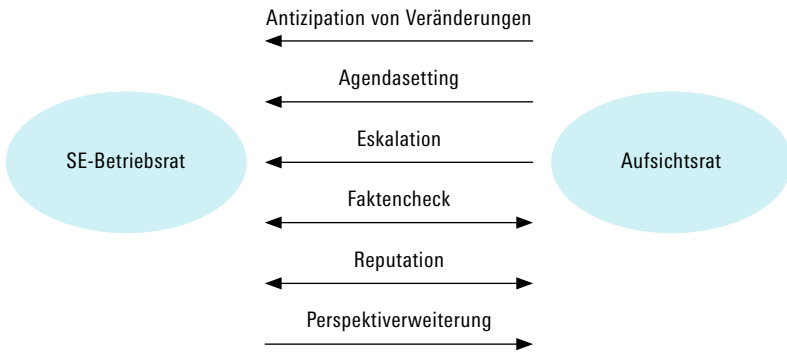 Antizipation von Veränderungen
Agendasetting
Eskalation
SE-Betriebsrat
Aufsichtsrat
Faktencheck
Reputation
Perspektiverweiterung